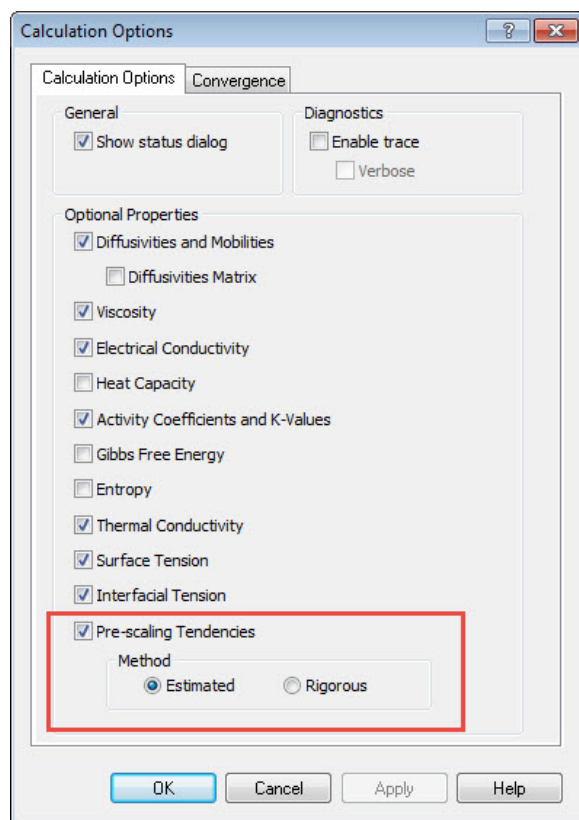 Calculation Options
Calculation Options Convergence
General Diagnostics
Show status dialog Enable trace
Verbose
Optional Properties
Diffusivities and Mobilities
Diffusivities Matrix
Viscosity
Electrical Conductivity
Heat Capacity
Activity Coefficients and K-Values
Gibbs Free Energy
Entropy
Thermal Conductivity
Surface Tension
Interfacial Tension
Pre-scaling Tendencies
Method
Estimated Rigorous
OK Cancel Apply Help